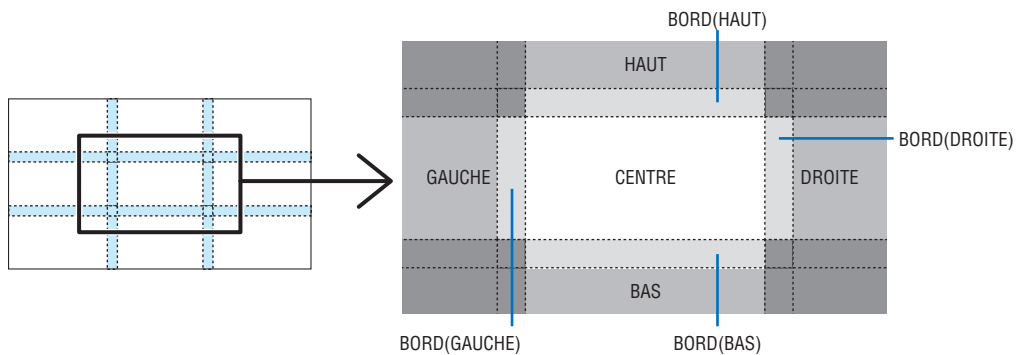 BORD(HAUT)
HAUT
BORD(DROITE)
GAUCHE
CENTRE
DROITE
BAS
BORD(GAUCHE)
BORD(BAS)